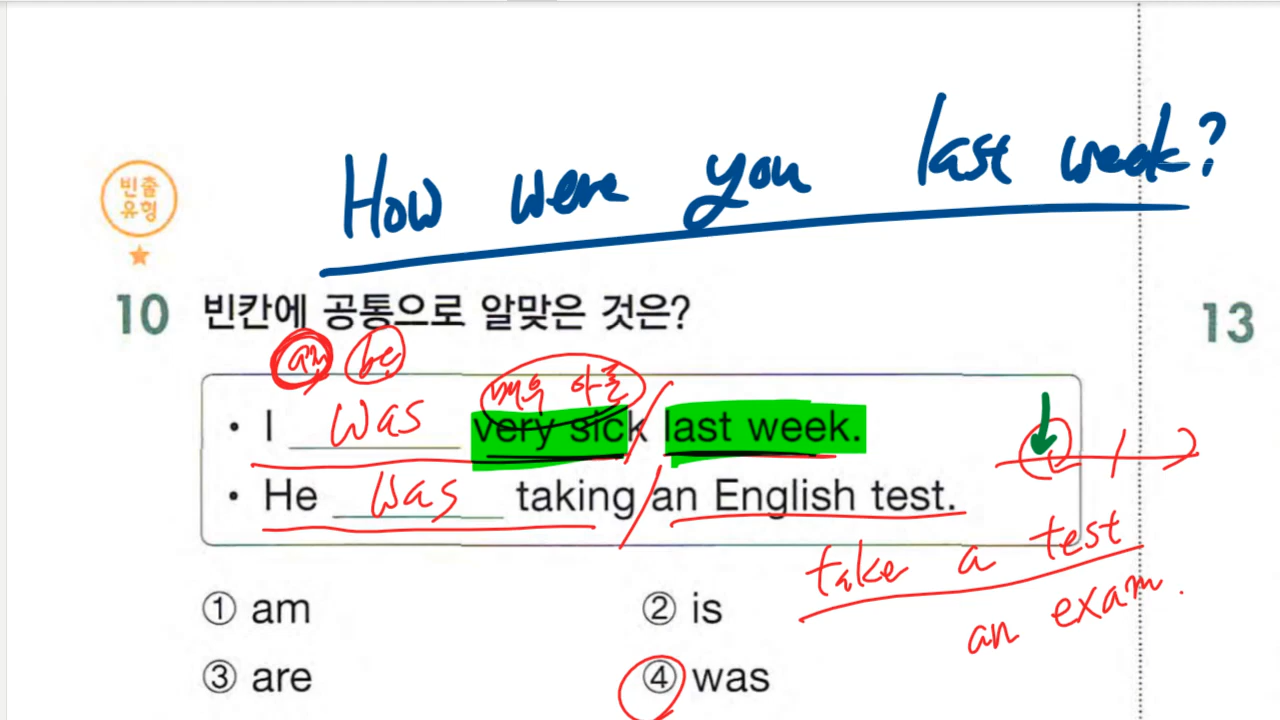 How were you last week?
빈출
유형
10 빈칸에 공통으로 알맞은 것은?
13
am be
매우 아픈
• I was very sick last week.
• He was taking an English test.
take a test
an exam.
① am
② is
③ are
④ was